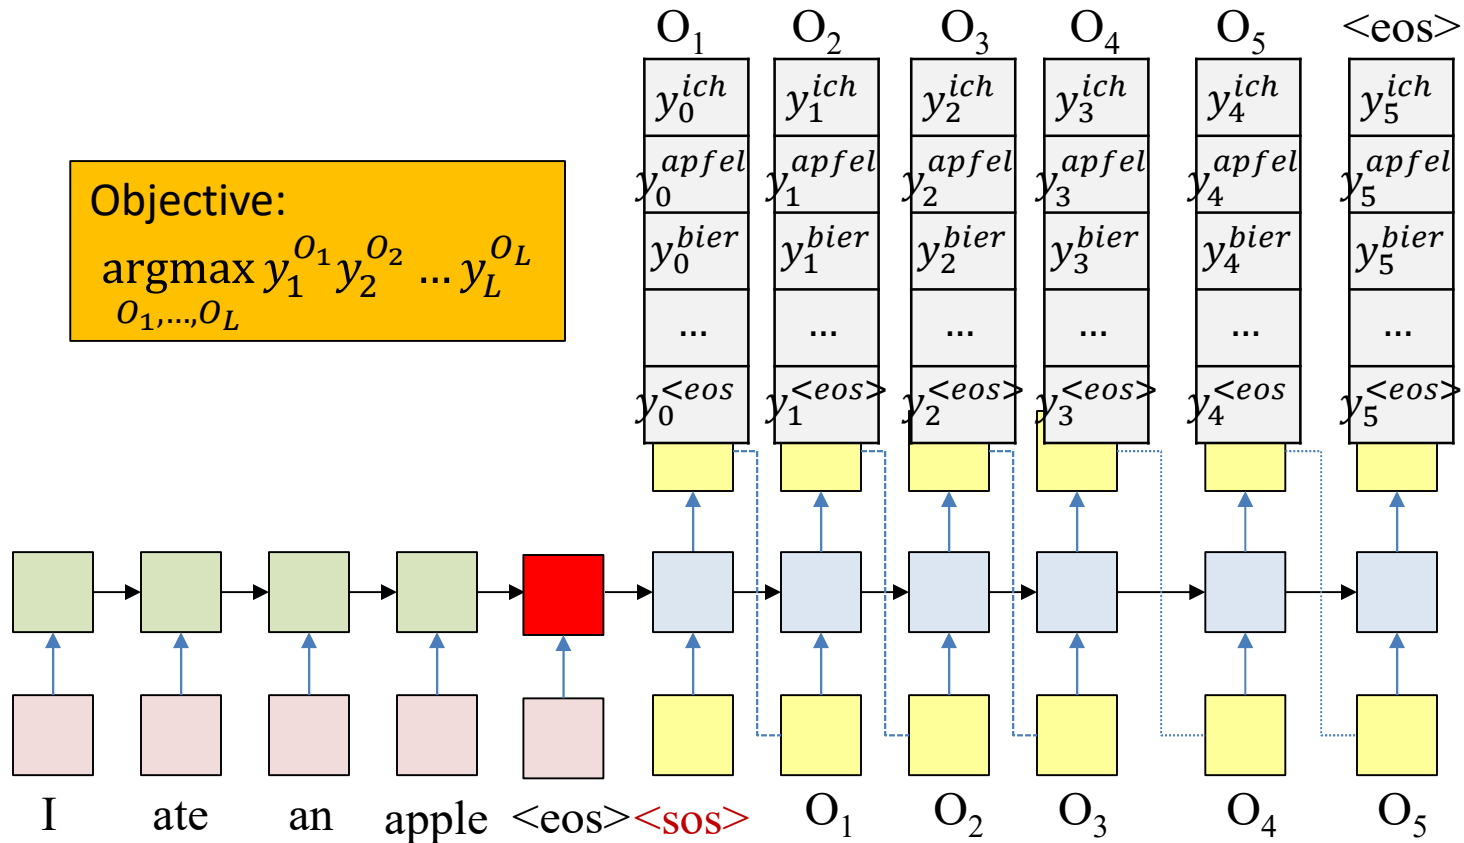 O₁ O₂ O₃ O₄ O₅ <eos>
y₀^{ich} y₁^{ich} y₂^{ich} y₃^{ich} y₄^{ich} y₅^{ich}
y₀^{apfel} y₁^{apfel} y₂^{apfel} y₃^{apfel} y₄^{apfel} y₅^{apfel}
y₀^{bier} y₁^{bier} y₂^{bier} y₃^{bier} y₄^{bier} y₅^{bier}
... ... ... ... ... ...
y₀^{<eos} y₁^{<eos>} y₂^{<eos>} y₃^{<eos>} y₄^{<eos} y₅^{<eos>}
Objective:
argmax y₁^{O₁} y₂^{O₂} ... y_L^{O_L}
O₁,...,O_L
I ate an apple <eos> <sos> O₁ O₂ O₃ O₄ O₅